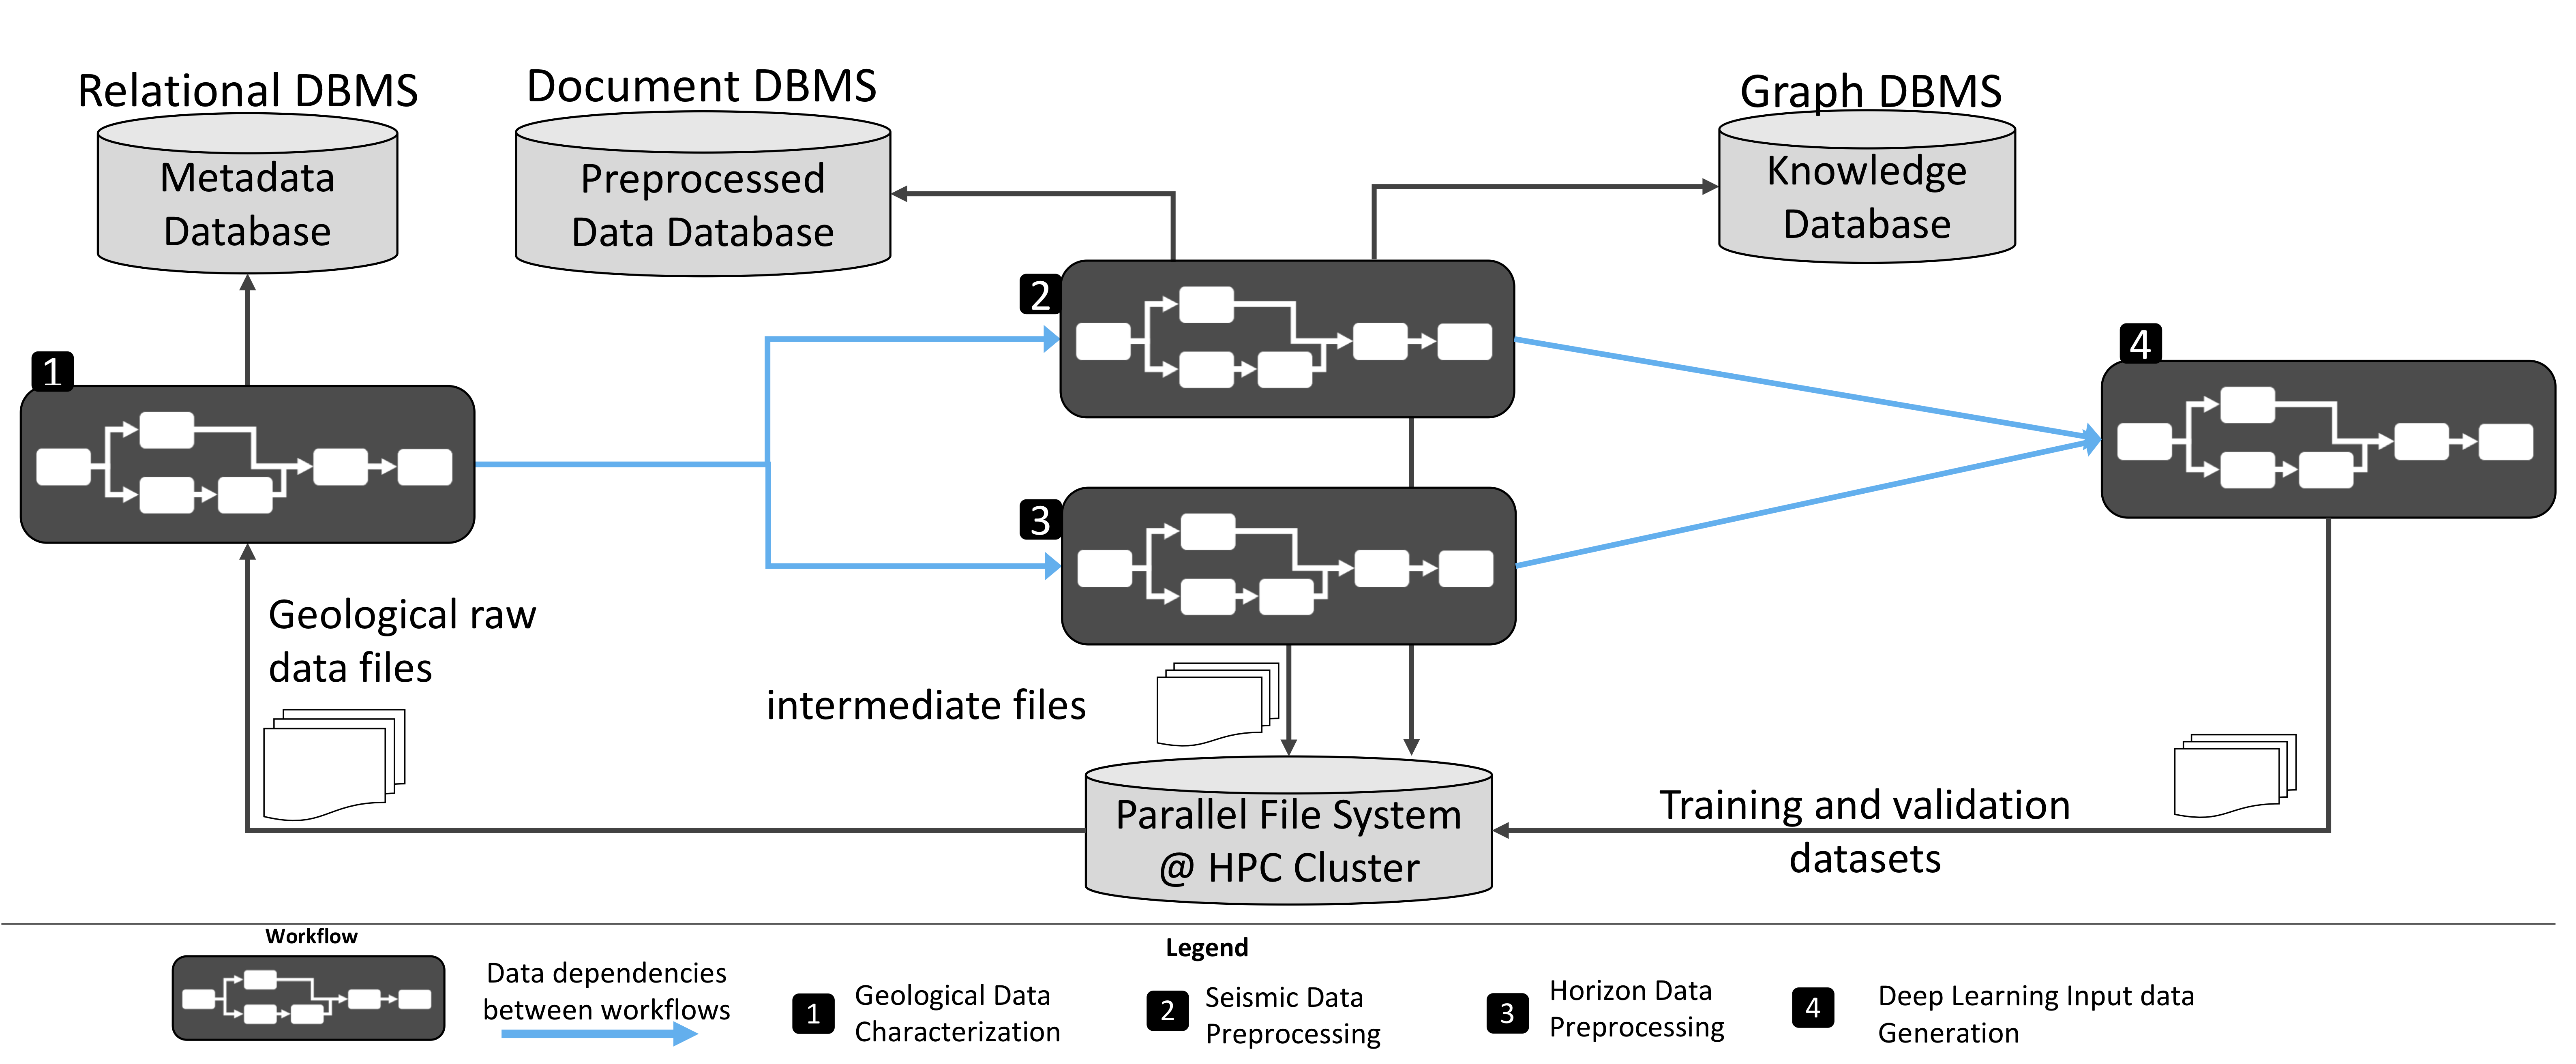 Relational DBMS
Document DBMS
Graph DBMS
Metadata
Database
Preprocessed
Data Database
Knowledge
Database
1
2
3
4
Geological raw
data files
intermediate files
Parallel File System
@ HPC Cluster
Training and validation
datasets
Workflow
Legend
Data dependencies
between workflows
1
Geological Data
Characterization
2
Seismic Data
Preprocessing
3
Horizon Data
Preprocessing
4
Deep Learning Input data
Generation